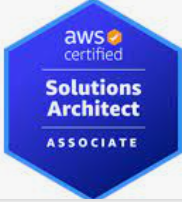 aws
certified
Solutions
Architect
ASSOCIATE